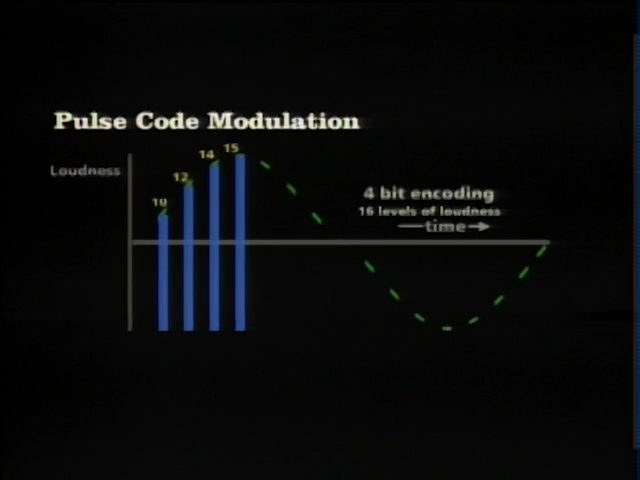 Pulse Code Modulation
Loudness
10
12
14
15
4 bit encoding
16 levels of loudness
time